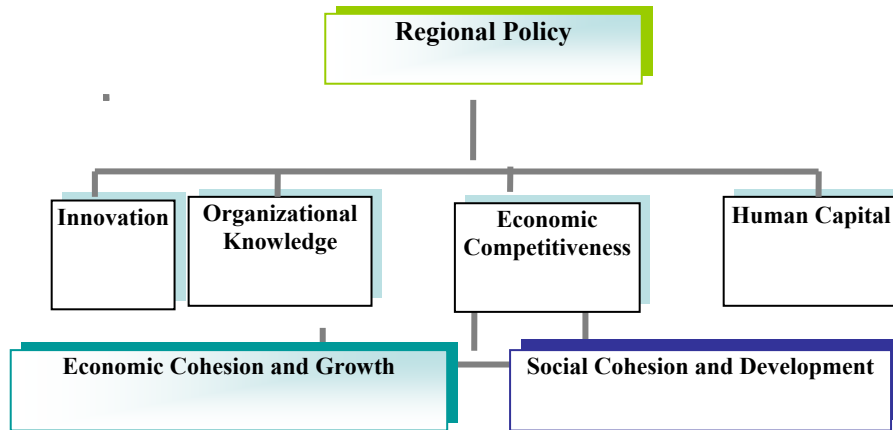 Regional Policy
Innovation
Organizational
Knowledge
Economic
Competitiveness
Human Capital
Economic Cohesion and Growth
Social Cohesion and Development